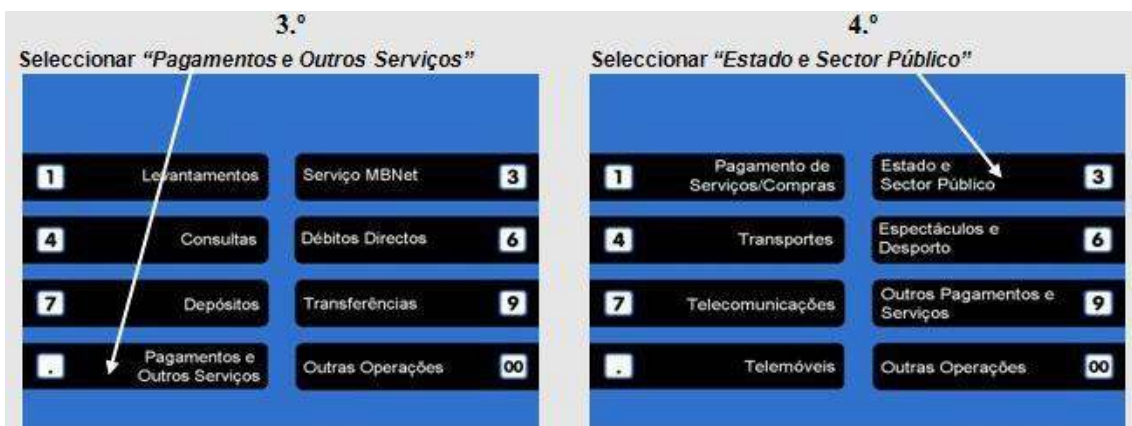 3.º
Seleccionar “Pagamentos e Outros Serviços”
1
Levantamentos
Serviço MBNet
3
4
Consultas
Débitos Directos
6
7
Depósitos
Transferências
9
.
Pagamentos e
Outros Serviços
Outras Operações
00
4.º
Seleccionar “Estado e Sector Público”
1
Pagamento de
Serviços/Compras
Estado e
Sector Público
3
4
Transportes
Espectáculos e
Desporto
6
7
Telecomunicações
Outros Pagamentos e
Serviços
9
.
Telemóveis
Outras Operações
00